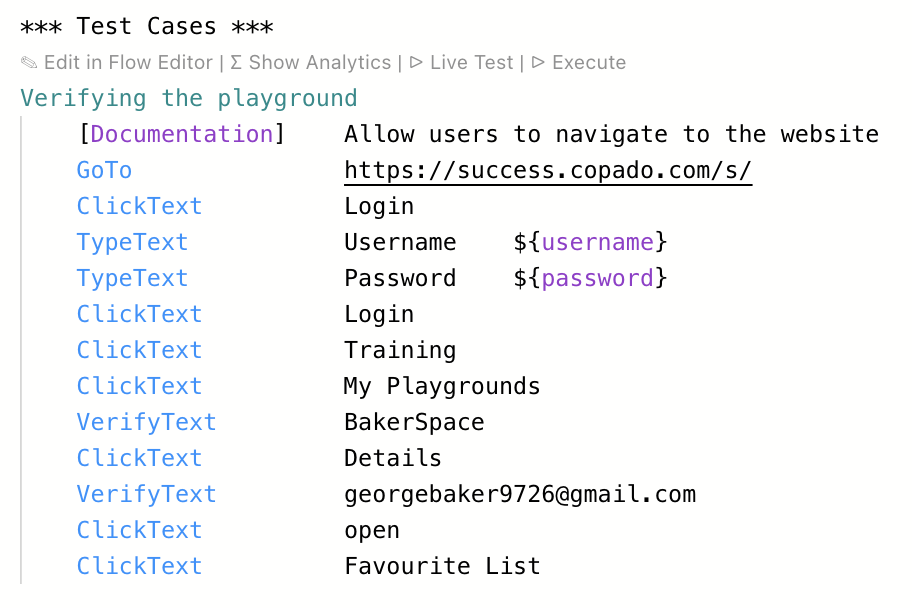 *** Test Cases ***
✎ Edit in Flow Editor | Σ Show Analytics | ▷ Live Test | ▷ Execute
Verifying the playground
[Documentation]    Allow users to navigate to the website
GoTo    https://success.copado.com/s/
ClickText    Login
TypeText    Username    ${username}
TypeText    Password    ${password}
ClickText    Login
ClickText    Training
ClickText    My Playgrounds
VerifyText    BakerSpace
ClickText    Details
VerifyText    georgebaker9726@gmail.com
ClickText    open
ClickText    Favourite List